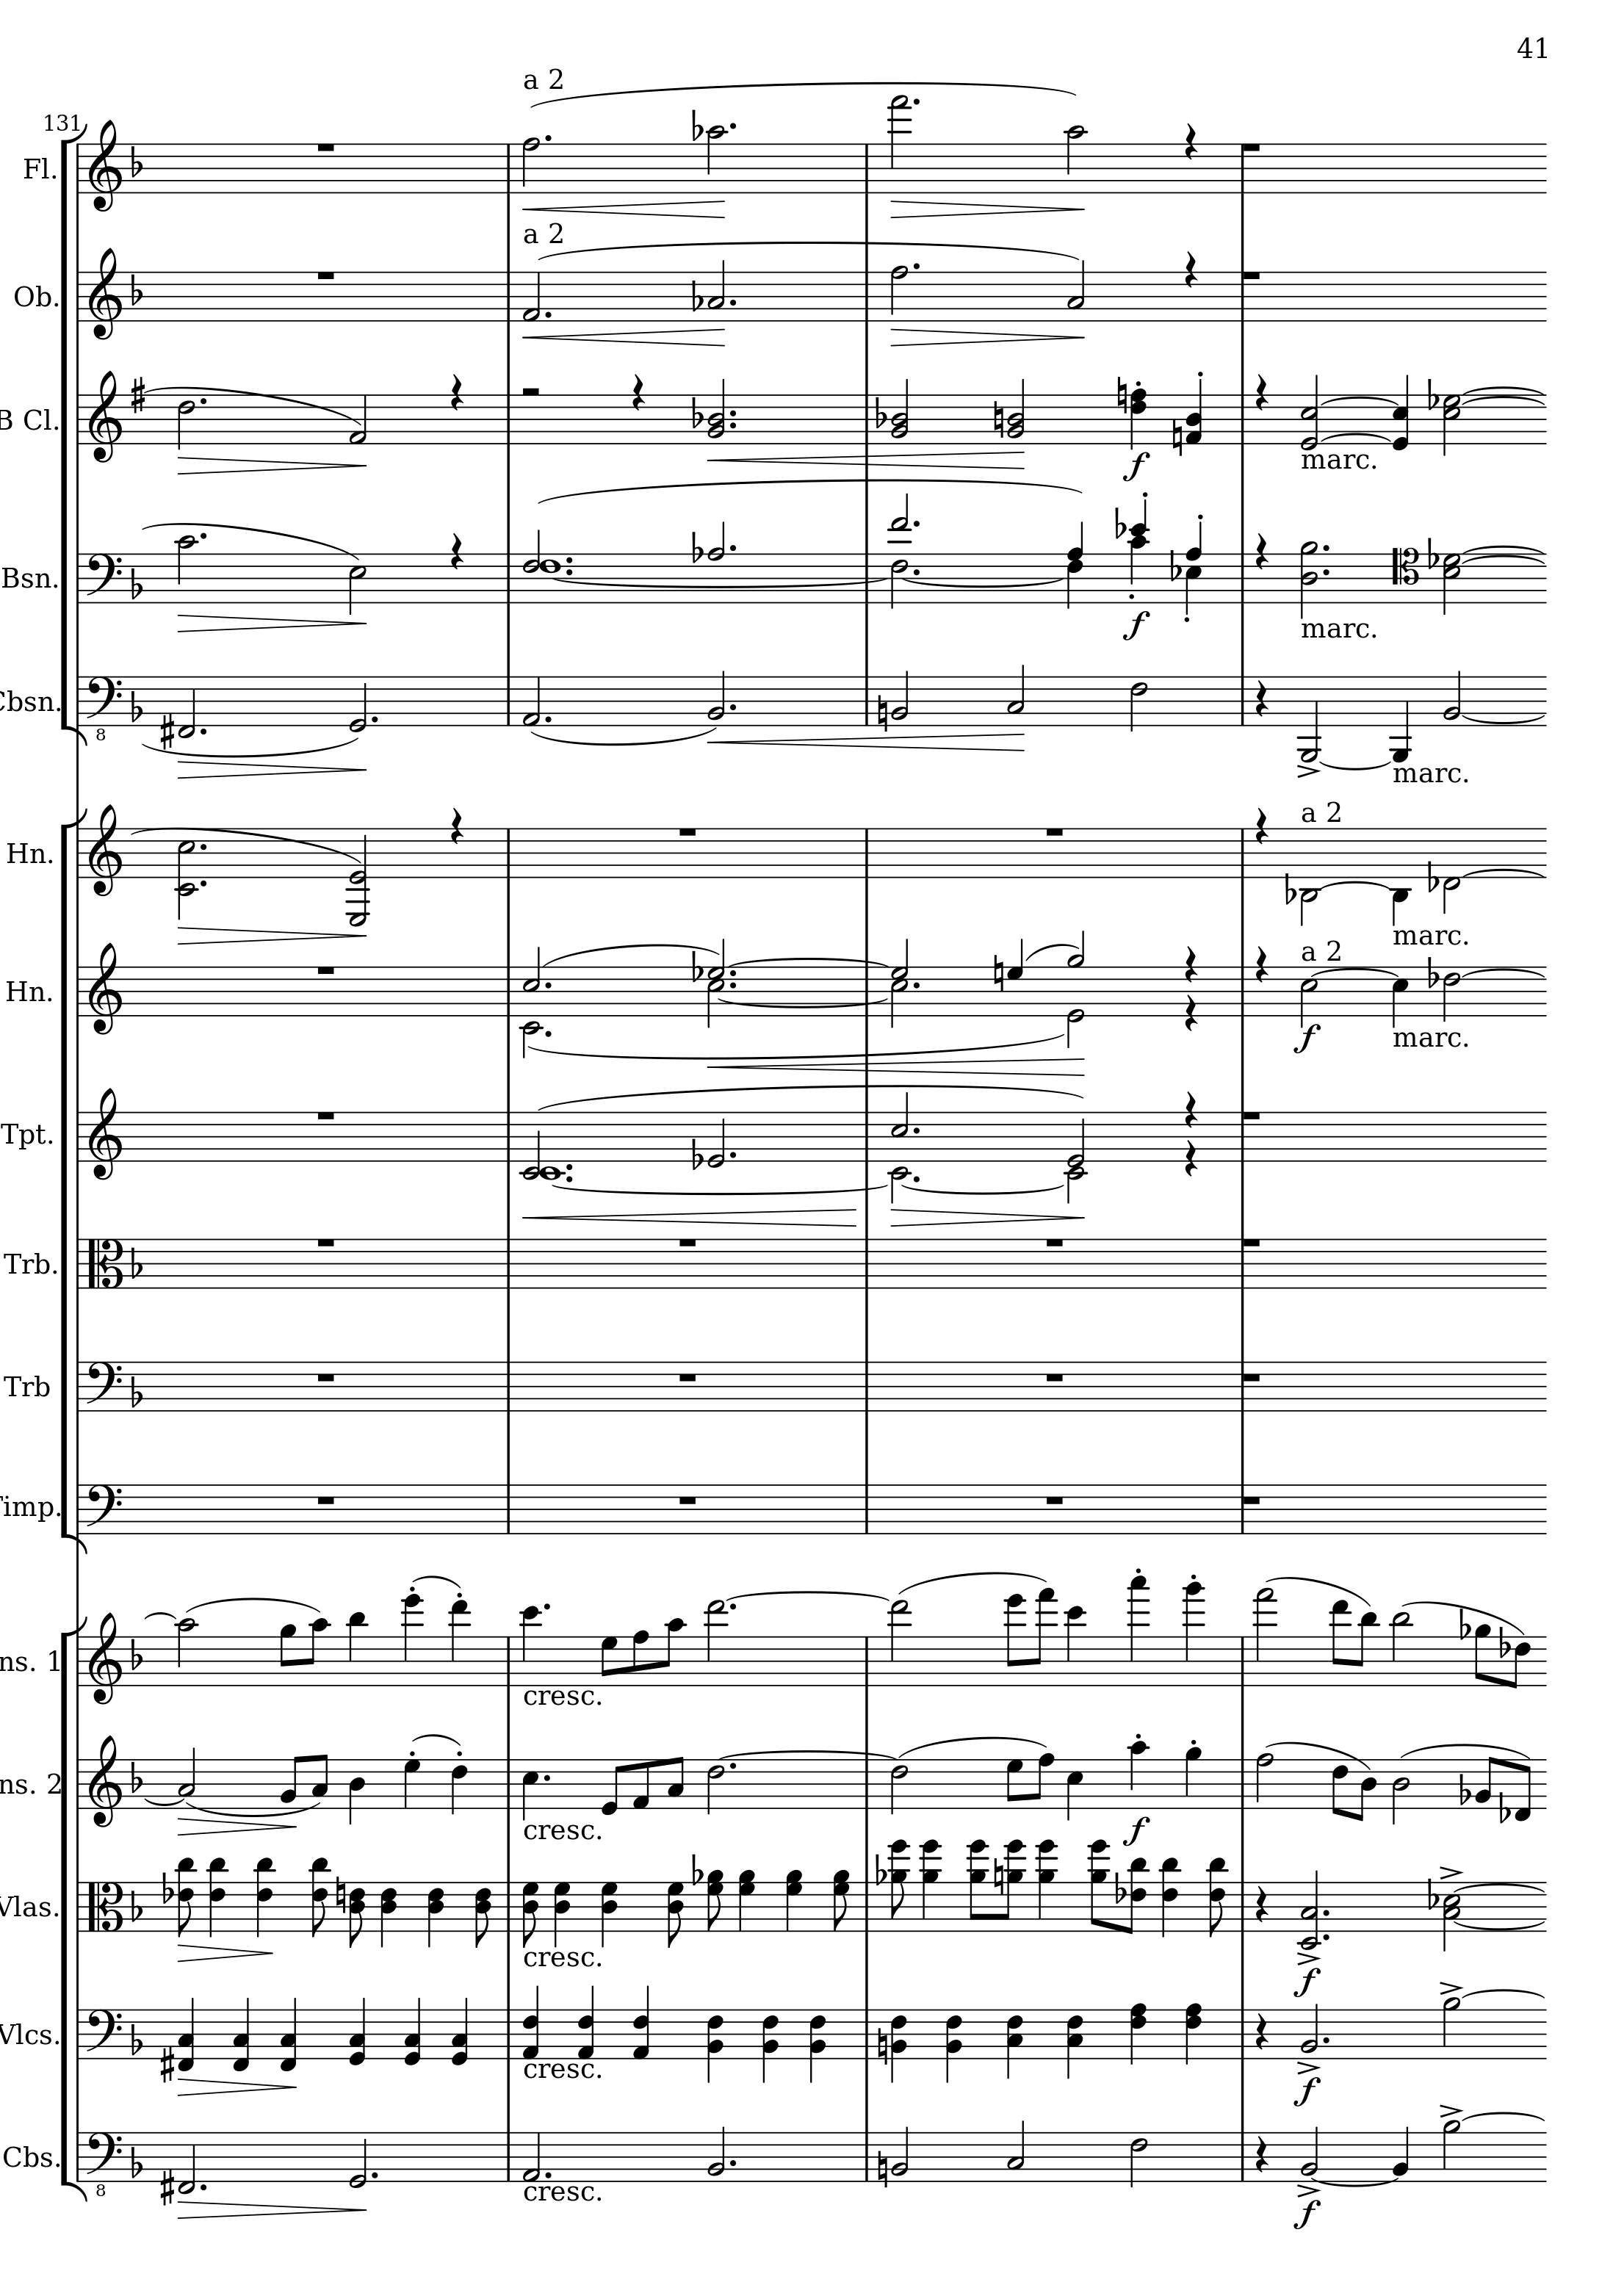 41
a 2
131
Fl.
a 2
Ob.
B Cl.
f
marc.
Bsn.
f
marc.
Cbsn.
8
marc.
a 2
Hn.
marc.
a 2
Hn.
f
marc.
Tpt.
Trb.
Trb
Timp.
ns. 1
cresc.
ns. 2
cresc.
f
Vlas.
cresc.
f
Vlcs.
cresc.
f
Cbs.
8
cresc.
f